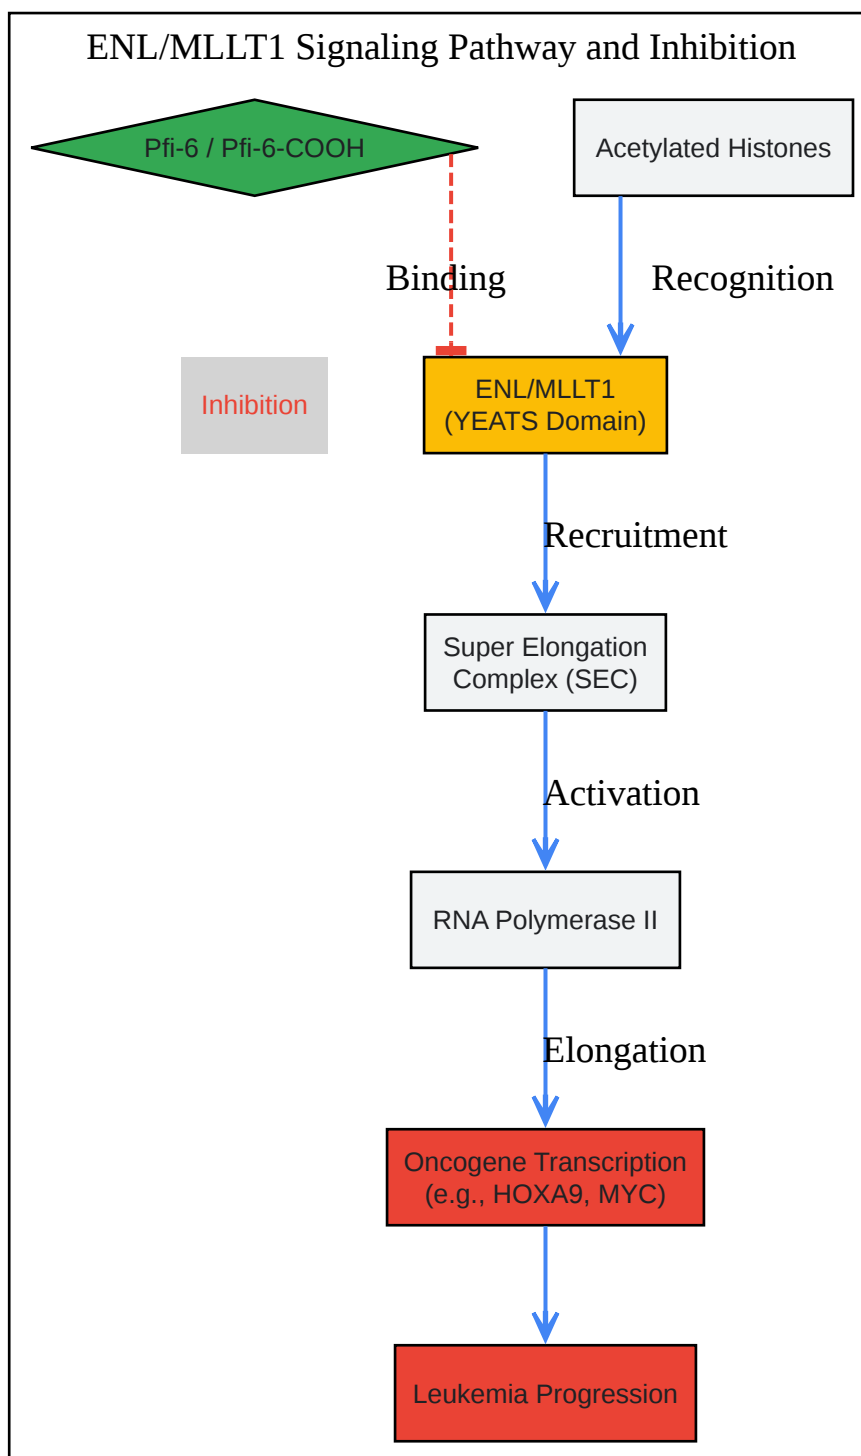 ENL/MLLT1 Signaling Pathway and Inhibition
Pfi-6 / Pfi-6-COOH
Acetylated Histones
Binding
Recognition
Inhibition
ENL/MLLT1
(YEATS Domain)
Recruitment
Super Elongation
Complex (SEC)
Activation
RNA Polymerase II
Elongation
Oncogene Transcription
(e.g., HOXA9, MYC)
Leukemia Progression